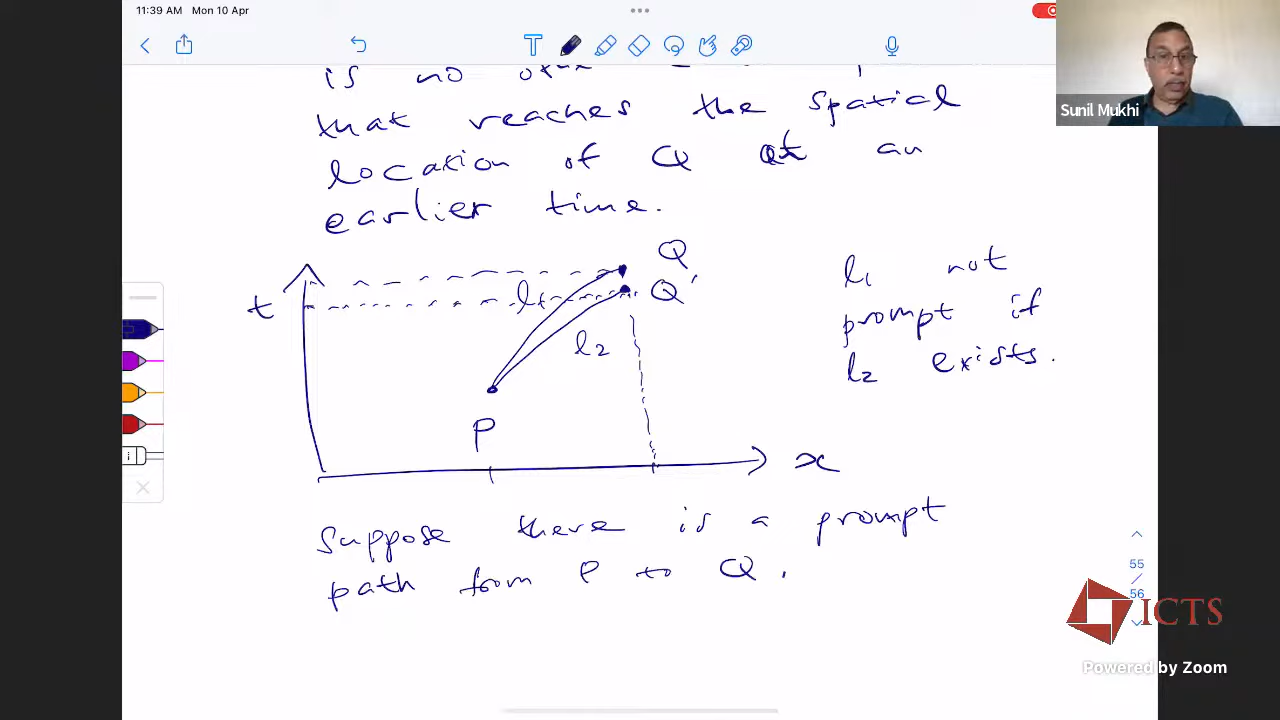 11:39 AM Mon 10 Apr
Sunil Mukhi
is no
that reaches the spatial
location of Q at an
earlier time.
Q
Q'
t
l1
l2
P
x
l1 not
prompt if
l2 exists.
Suppose there is a prompt
path from P to Q.
55
/
56
ICTS
Powered by Zoom